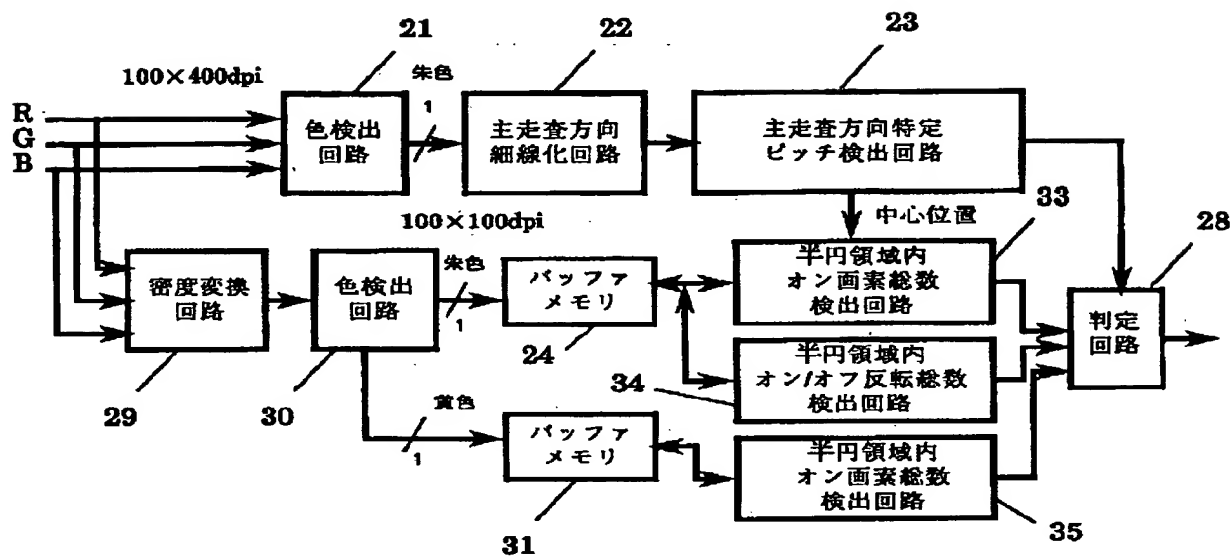 21
22
23
100×400dpi
朱色
1
R
G
B
色検出
回路
主走査方向
細線化回路
主走査方向特定
ピッチ検出回路
100×100dpi
中心位置
33
28
密度変換
回路
色検出
回路
朱色
1
バッファ
メモリ
半円領域内
オン画素総数
検出回路
判定
回路
29
30
24
34
半円領域内
オン/オフ反転総数
検出回路
黄色
1
バッファ
メモリ
半円領域内
オン画素総数
検出回路
31
35